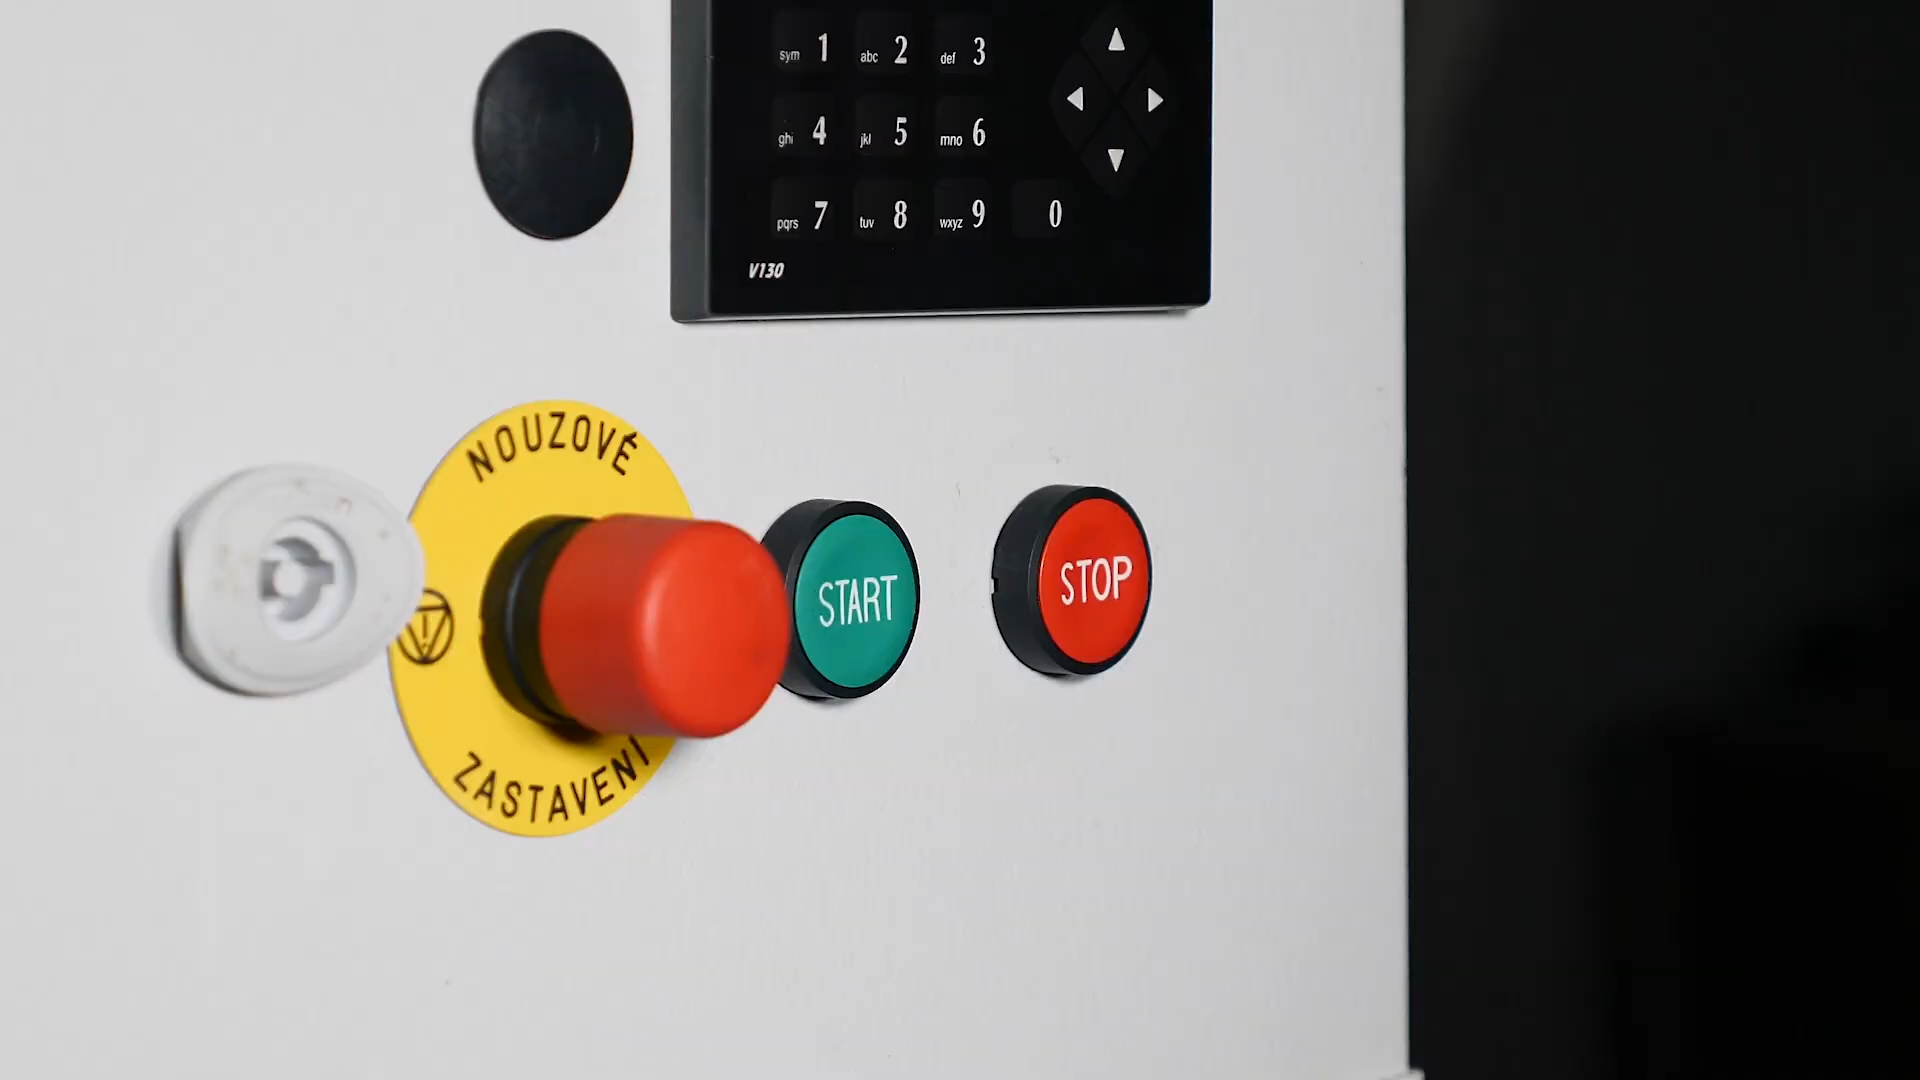 sym 1 abc 2 def 3
ghi 4 jkl 5 mno 6
pqrs 7 tuv 8 wxyz 9 0
V130
NOUZOVÉ
ZASTAVENÍ
START
STOP